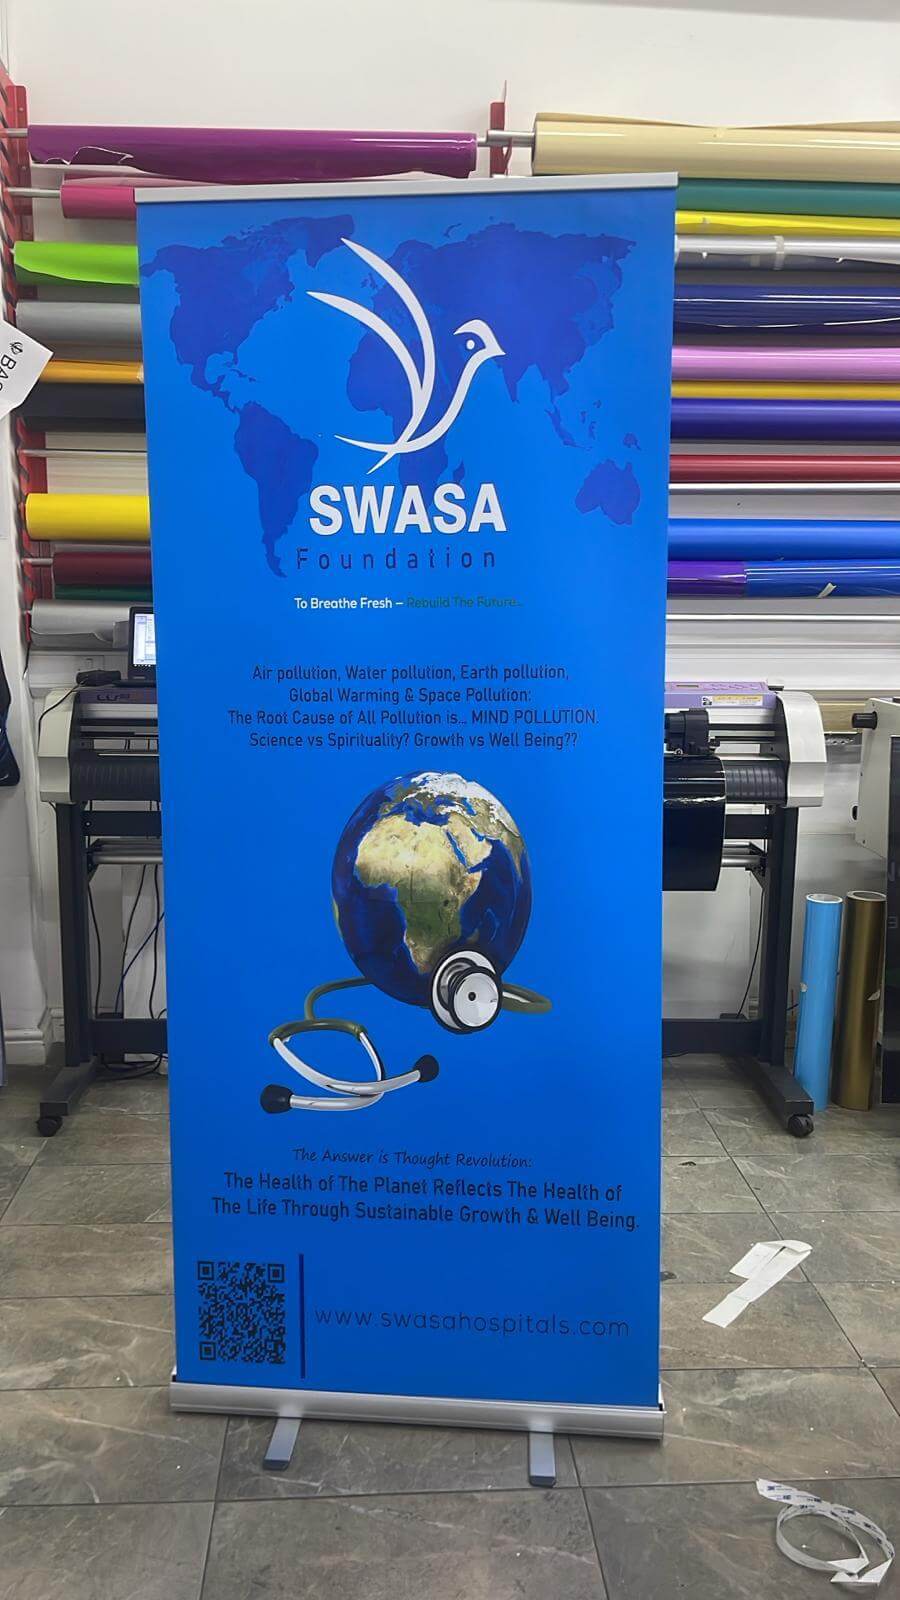 SWASA
Foundation
To Breathe Fresh – Rebuild The Future...
Air pollution, Water pollution, Earth pollution,
Global Warming & Space Pollution:
The Root Cause of All Pollution is... MIND POLLUTION.
Science vs Spirituality? Growth vs Well Being??
The Answer is Thought Revolution:
The Health of The Planet Reflects The Health of
The Life Through Sustainable Growth & Well Being.
www.swasahospitals.com